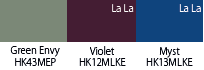 La La
La La
Green Envy
HK43MEP
Violet
HK12MLKE
Myst
HK13MLKE